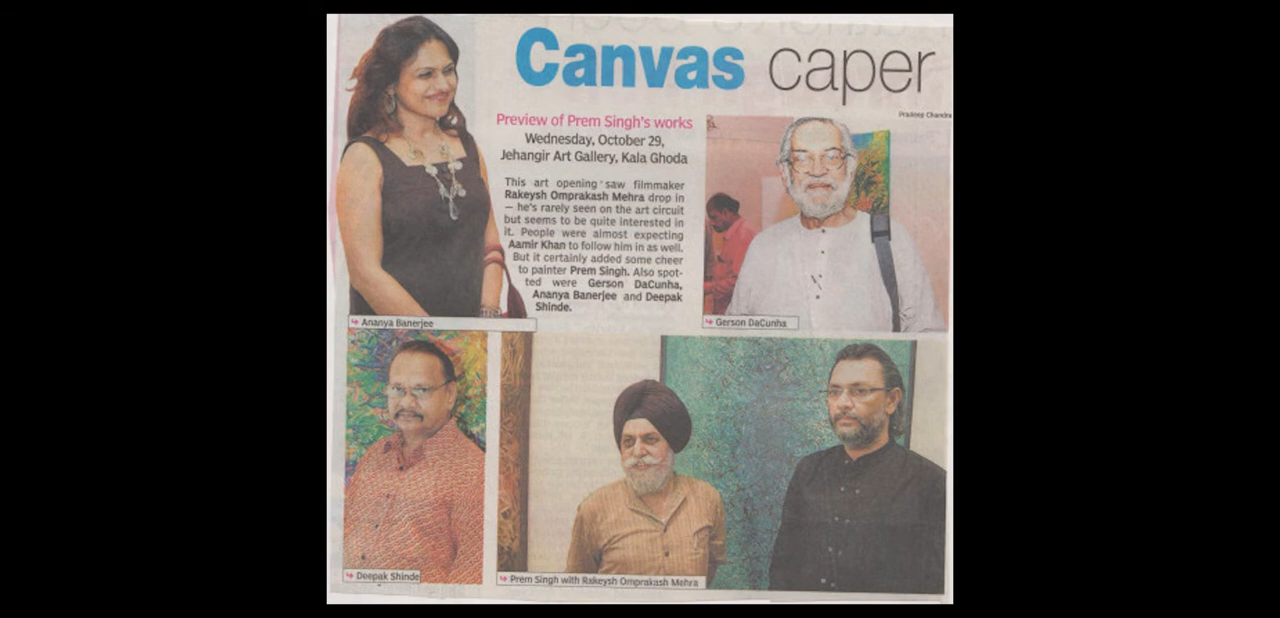 Canvas caper
Pradeep Chandra
Preview of Prem Singh's works
Wednesday, October 29,
Jehangir Art Gallery, Kala Ghoda
This art opening saw filmmaker
Rakeysh Omprakash Mehra drop in
— he's rarely seen on the art circuit
but seems to be quite interested in
it. People were almost expecting
Aamir Khan to follow him in as well.
But it certainly added some cheer
to painter Prem Singh. Also spot-
ted were Gerson DaCunha,
Ananya Banerjee and Deepak
Shinde.
Ananya Banerjee
Gerson DaCunha
Deepak Shinde
Prem Singh with Rakeysh Omprakash Mehra